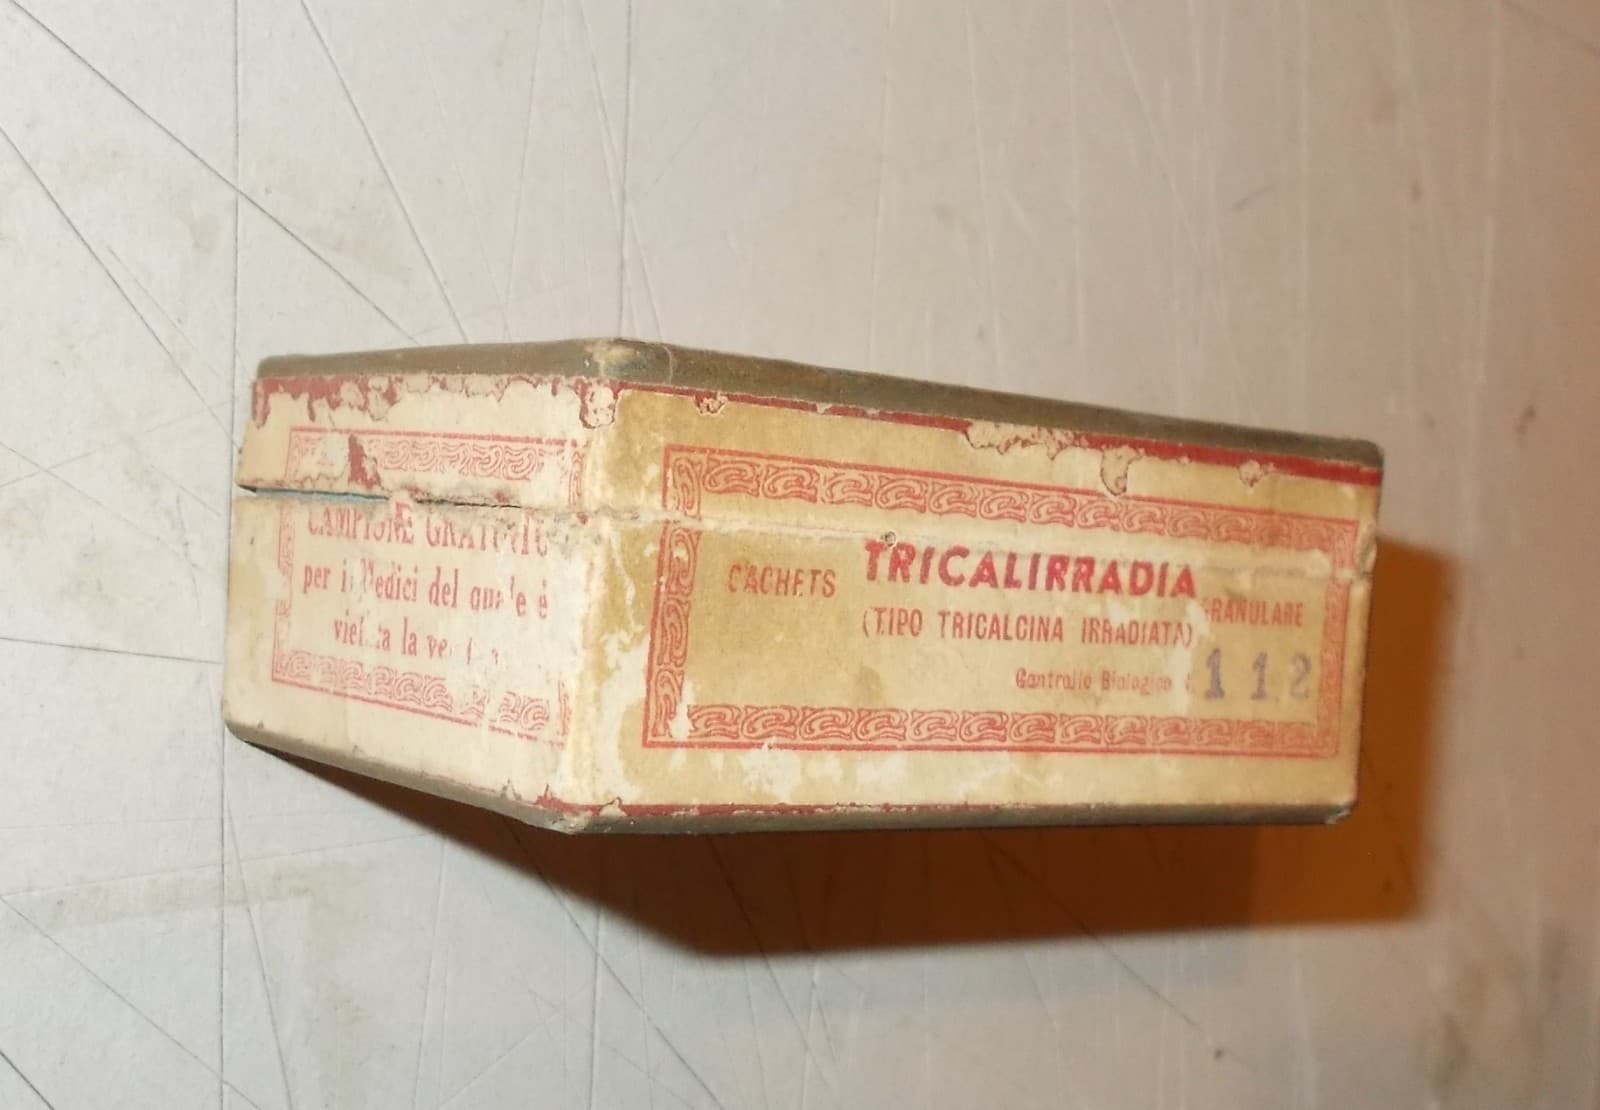 CAMPIONE GRATUITO
per i Medici del quale è
vietata la vendita
CACHETS TRICALIRRADIA GRANULARE
(TIPO TRICALCINA IRRADIATA)
Controllo Biologico 112